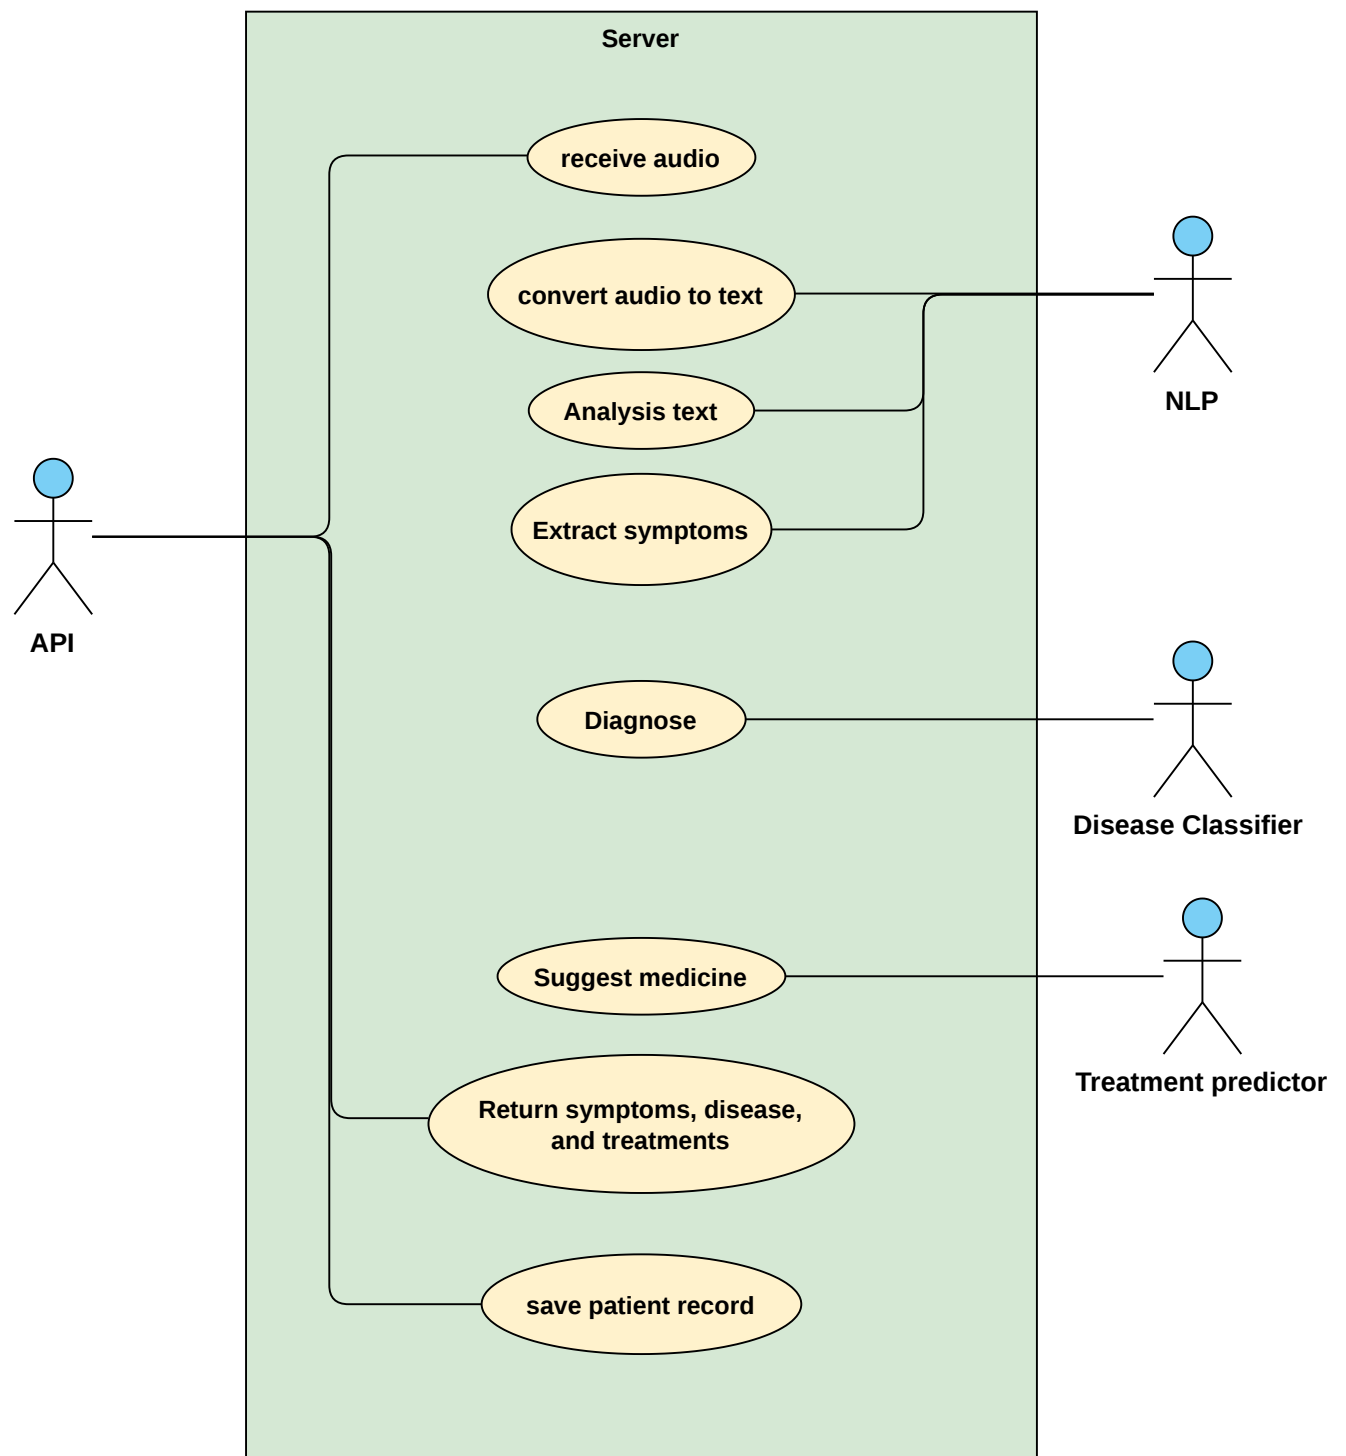 Server
receive audio
convert audio to text
NLP
Analysis text
Extract symptoms
API
Diagnose
Disease Classifier
Suggest medicine
Treatment predictor
Return symptoms, disease,
and treatments
save patient record